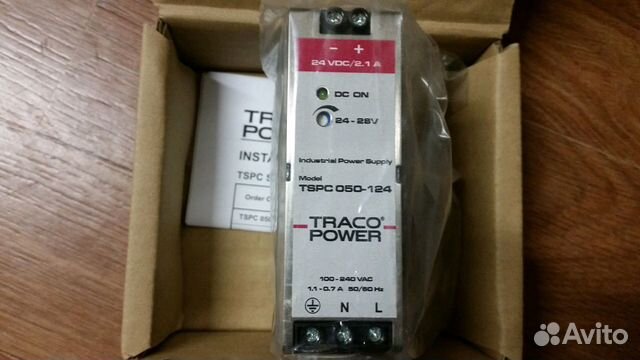 − +
24 VDC/2.1 A
DC ON
24 - 28V
Industrial Power Supply
Model
TSPC 050-124
TRACO®
POWER
100 - 240 VAC
1.1 - 0.7 A 50/60 Hz
N L
TRACO
POWER
INSTA
TSPC S
Order
TSPC 050
Avito